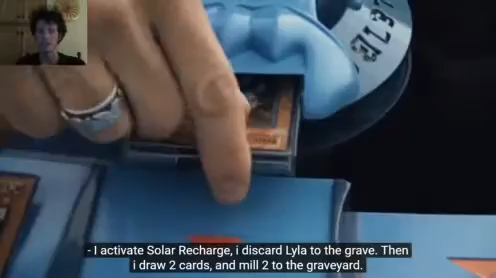 - I activate Solar Recharge, i discard Lyla to the grave. Then
i draw 2 cards, and mill 2 to the graveyard.